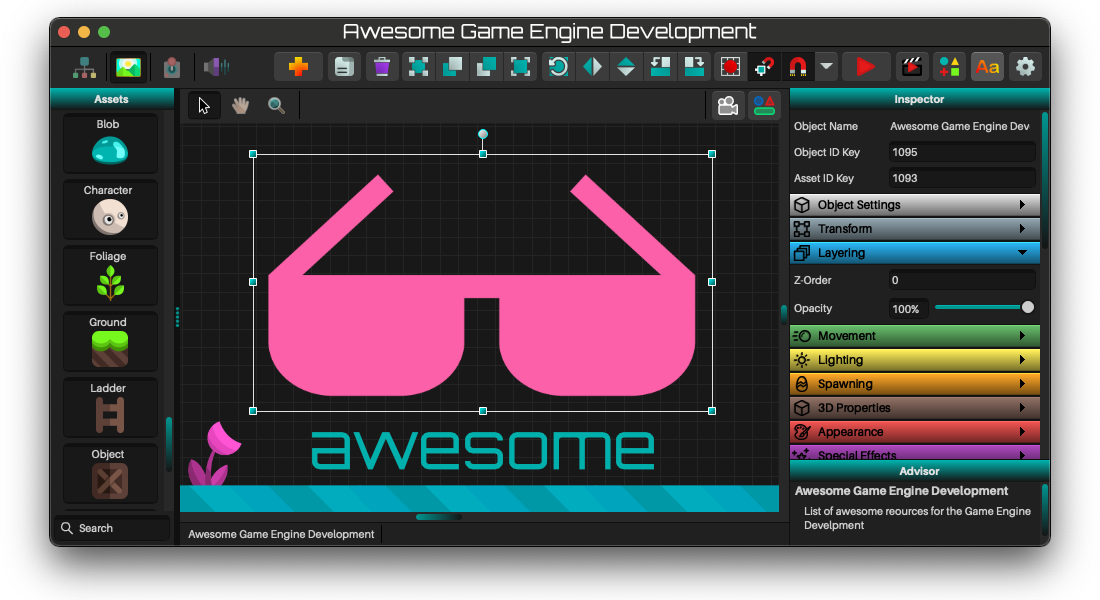 Awesome Game Engine Development
Aa
Assets
Blob
Character
Foliage
Ground
Ladder
Object
Search
awesome
Awesome Game Engine Development
Inspector
Object Name Awesome Game Engine Dev
Object ID Key 1095
Asset ID Key 1093
Object Settings
Transform
Layering
Z-Order 0
Opacity 100%
Movement
Lighting
Spawning
3D Properties
Appearance
Special Effects
Advisor
Awesome Game Engine Development
List of awesome reources for the Game Engine
Develpment